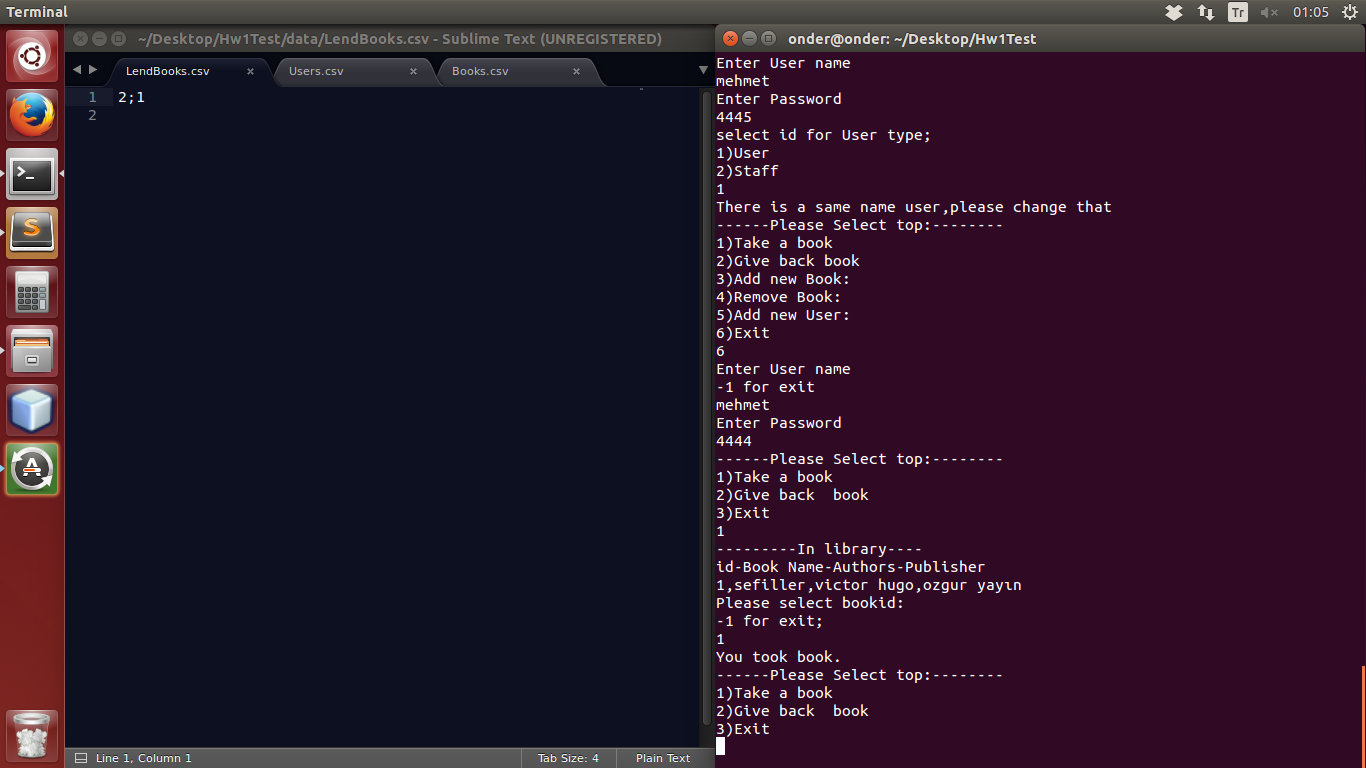 Terminal
Tr
01:05
~/Desktop/Hw1Test/data/LendBooks.csv - Sublime Text (UNREGISTERED)
LendBooks.csv × Users.csv × Books.csv ×
1 2;1
2
Line 1, Column 1
Tab Size: 4
Plain Text
onder@onder: ~/Desktop/Hw1Test
Enter User name
mehmet
Enter Password
4445
select id for User type;
1)User
2)Staff
1
There is a same name user,please change that
------Please Select top:--------
1)Take a book
2)Give back book
3)Add new Book:
4)Remove Book:
5)Add new User:
6)Exit
6
Enter User name
-1 for exit
mehmet
Enter Password
4444
------Please Select top:--------
1)Take a book
2)Give back  book
3)Exit
1
---------In library----
id-Book Name-Authors-Publisher
1,sefiller,victor hugo,ozgur yayın
Please select bookid:
-1 for exit;
1
You took book.
------Please Select top:--------
1)Take a book
2)Give back  book
3)Exit